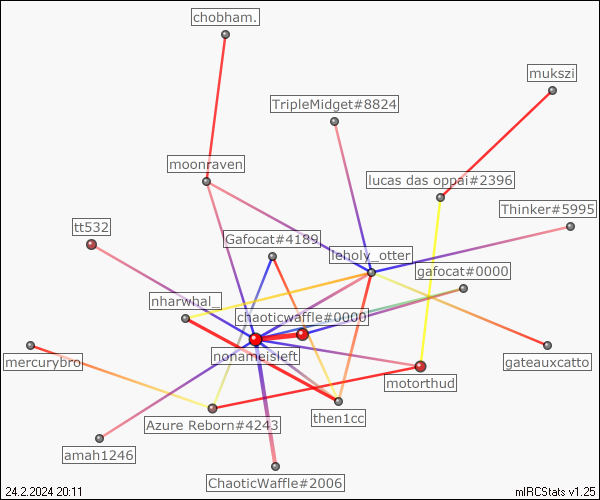 chobham.
mukszi
TripleMidget#8824
moonraven
lucas das oppai#2396
Thinker#5995
tt532
Gafocat#4189
leholy_otter
gafocat#0000
nharwhal_
chaoticwaffle#0000
nonameisleft
mercurybro
gateauxcatto
motorthud
then1cc
Azure Reborn#4243
amah1246
ChaoticWaffle#2006
24.2.2024 20:11
mIRCStats v1.25